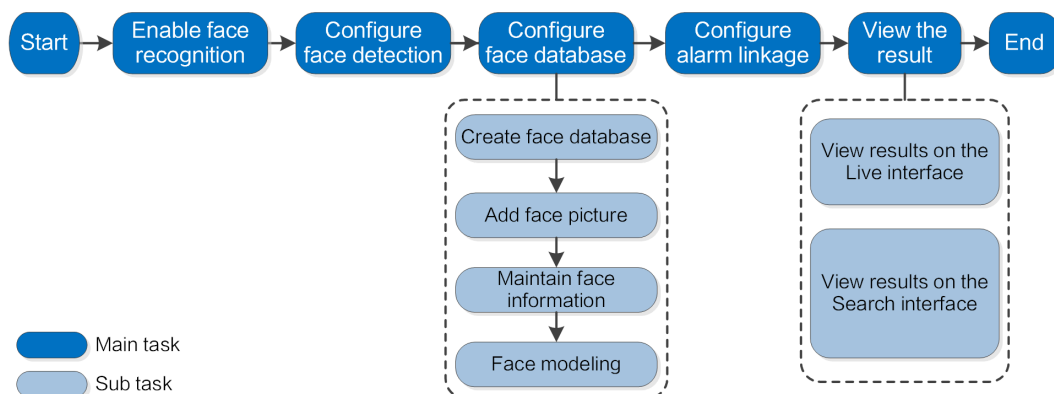 Start
Enable face
recognition
Configure
face detection
Configure
face database
Configure
alarm linkage
View the
result
End
Create face database
Add face picture
Maintain face
information
Face modeling
View results on the
Live interface
View results on the
Search interface
Main task
Sub task